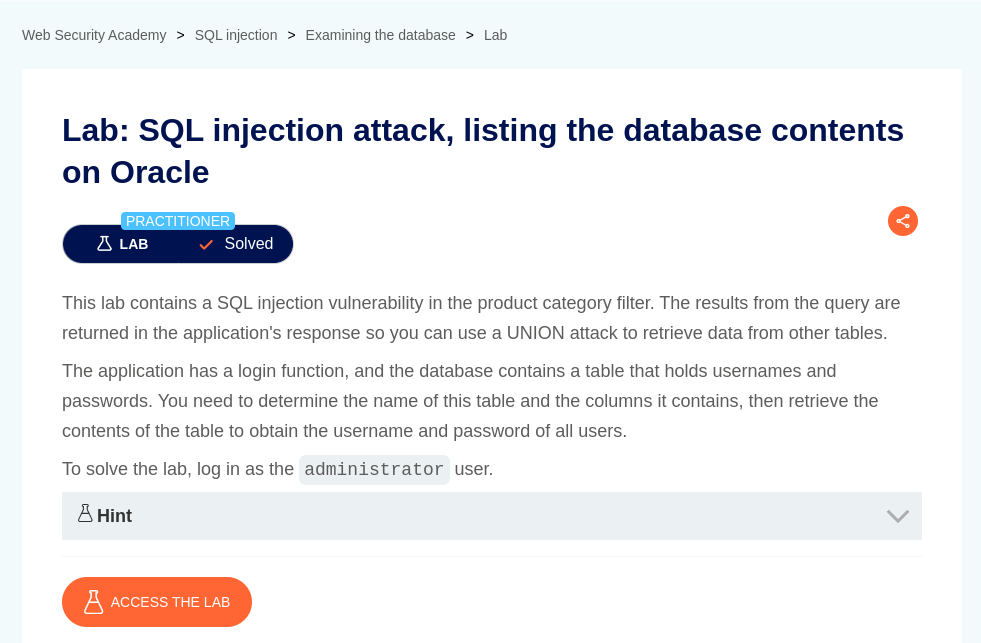 Web Security Academy > SQL injection > Examining the database > Lab
Lab: SQL injection attack, listing the database contents
on Oracle
PRACTITIONER
LAB Solved
This lab contains a SQL injection vulnerability in the product category filter. The results from the query are
returned in the application's response so you can use a UNION attack to retrieve data from other tables.
The application has a login function, and the database contains a table that holds usernames and
passwords. You need to determine the name of this table and the columns it contains, then retrieve the
contents of the table to obtain the username and password of all users.
To solve the lab, log in as the administrator user.
Hint
ACCESS THE LAB